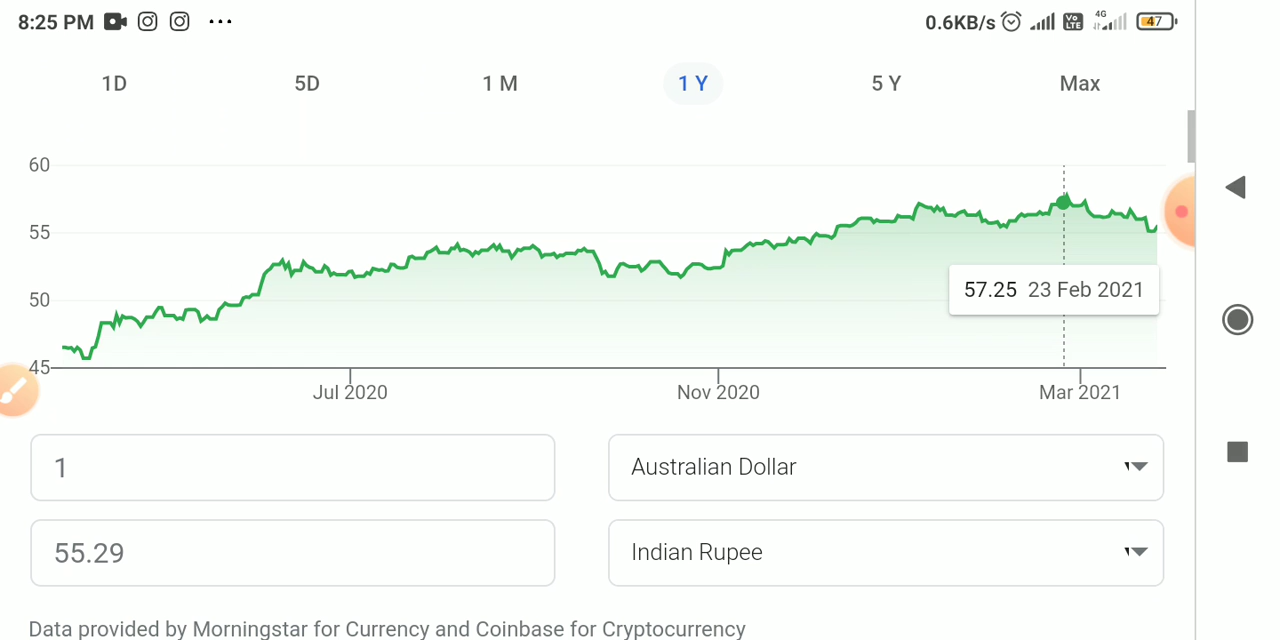 8:25 PM ... 0.6KB/s Vo LTE 4G 47
1D 5D 1 M 1 Y 5 Y Max
60
55
50
45
57.25 23 Feb 2021
Jul 2020 Nov 2020 Mar 2021
1 Australian Dollar
55.29 Indian Rupee
Data provided by Morningstar for Currency and Coinbase for Cryptocurrency